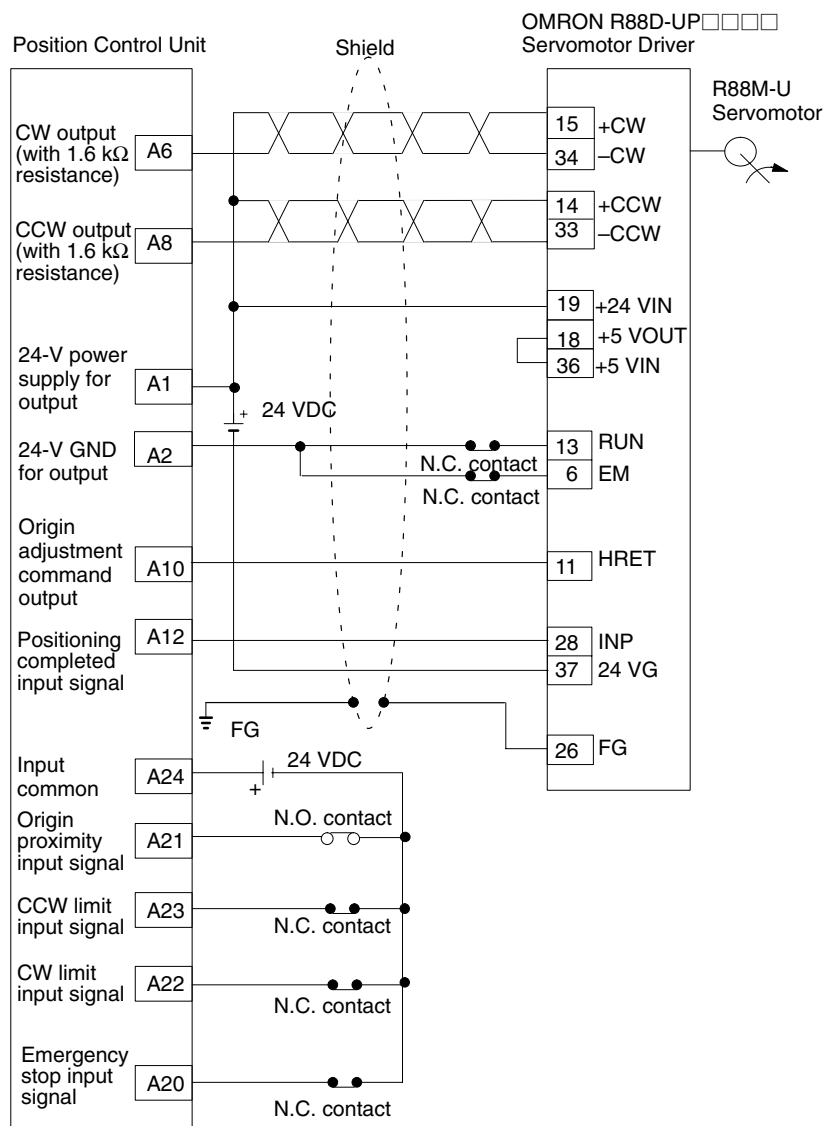 OMRON R88D-UP□□□□
Servomotor Driver
Position Control Unit
Shield
R88M-U
Servomotor
CW output
(with 1.6 kΩ
resistance)
A6
15
+CW
34
–CW
CCW output
(with 1.6 kΩ
resistance)
A8
14
+CCW
33
–CCW
19
+24 VIN
18
+5 VOUT
36
+5 VIN
24-V power
supply for
output
A1
+
24 VDC
24-V GND
for output
A2
N.C. contact
13
RUN
N.C. contact
6
EM
Origin
adjustment
command
output
A10
11
HRET
Positioning
completed
input signal
A12
28
INP
37
24 VG
FG
26
FG
Input
common
A24
+
24 VDC
Origin
proximity
input signal
A21
N.O. contact
CCW limit
input signal
A23
N.C. contact
CW limit
input signal
A22
N.C. contact
Emergency
stop input
signal
A20
N.C. contact